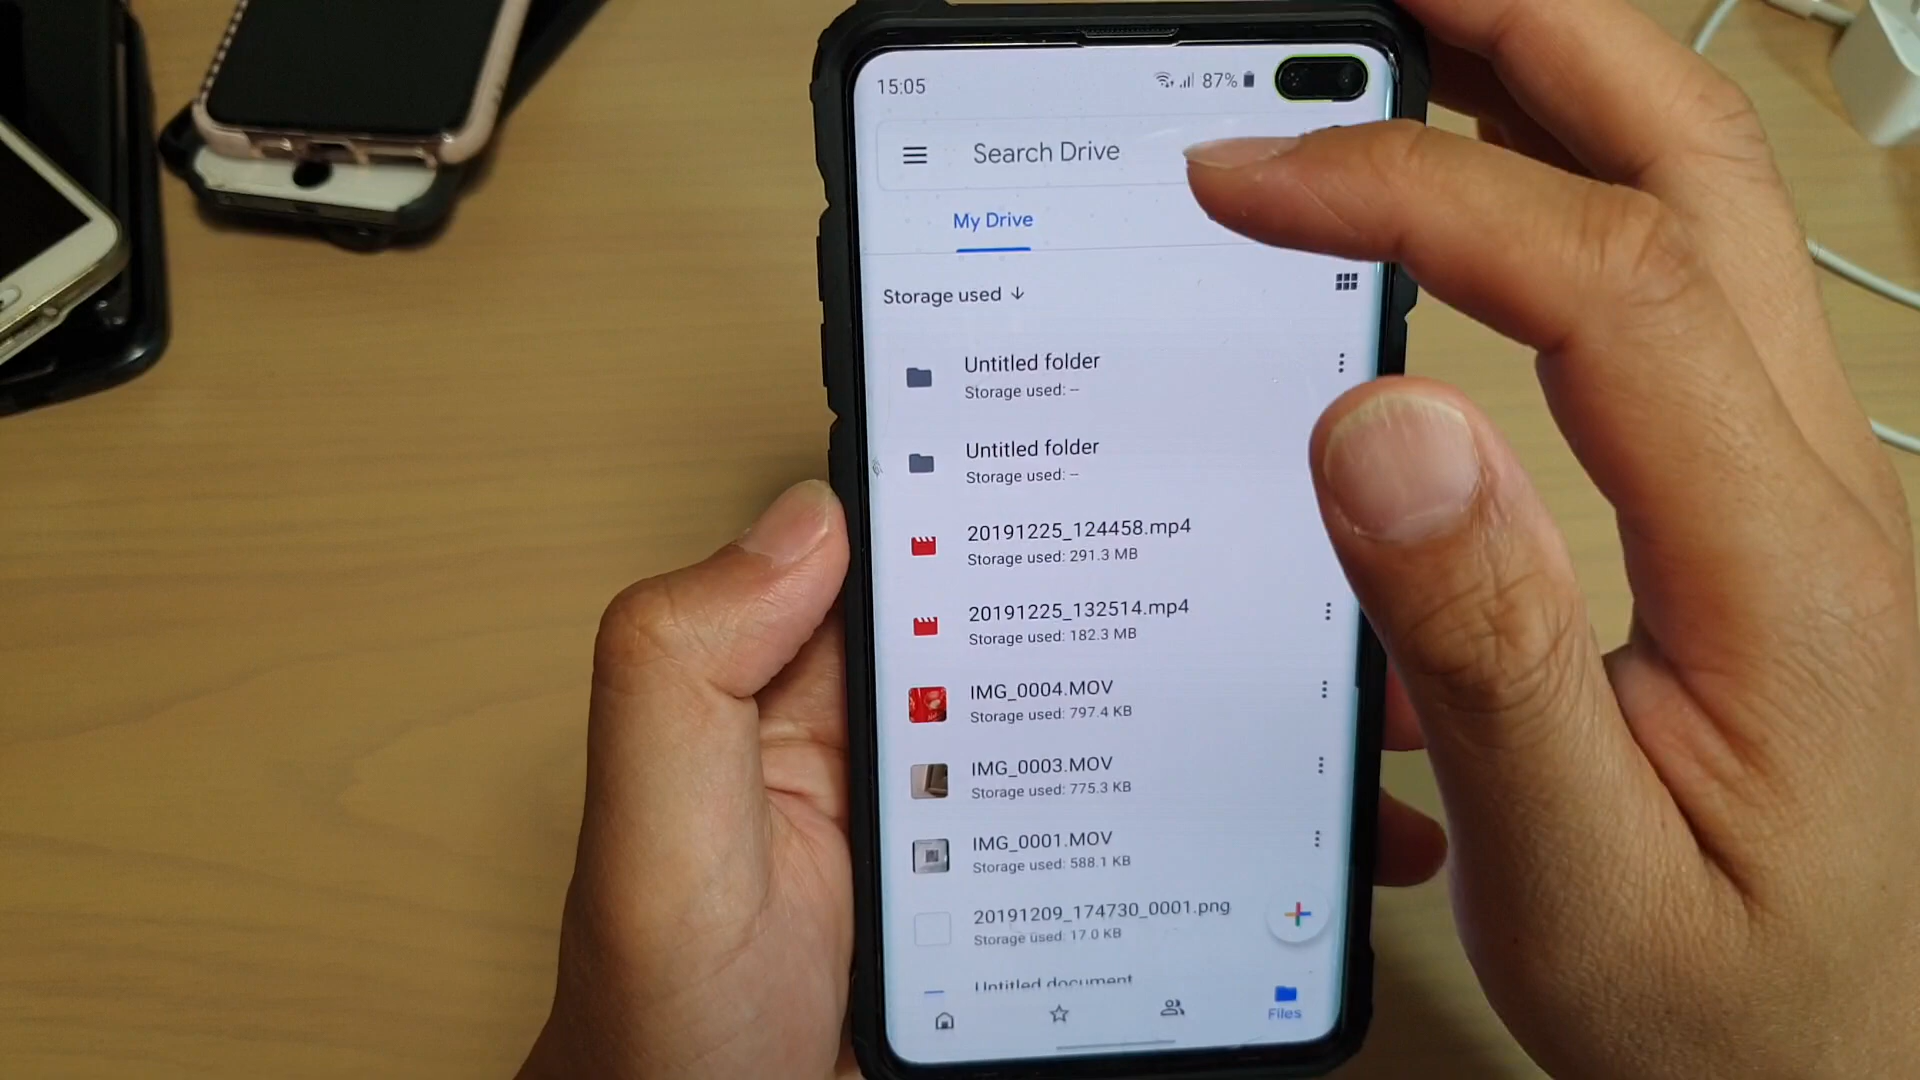 15:05
87%
Search Drive
My Drive
Storage used ↓
Untitled folder
Storage used: –
Untitled folder
Storage used: –
20191225_124458.mp4
Storage used: 291.3 MB
20191225_132514.mp4
Storage used: 182.3 MB
IMG_0004.MOV
Storage used: 797.4 KB
IMG_0003.MOV
Storage used: 775.3 KB
IMG_0001.MOV
Storage used: 588.1 KB
20191209_174730_0001.png
Storage used: 17.0 KB
Untitled document
Files